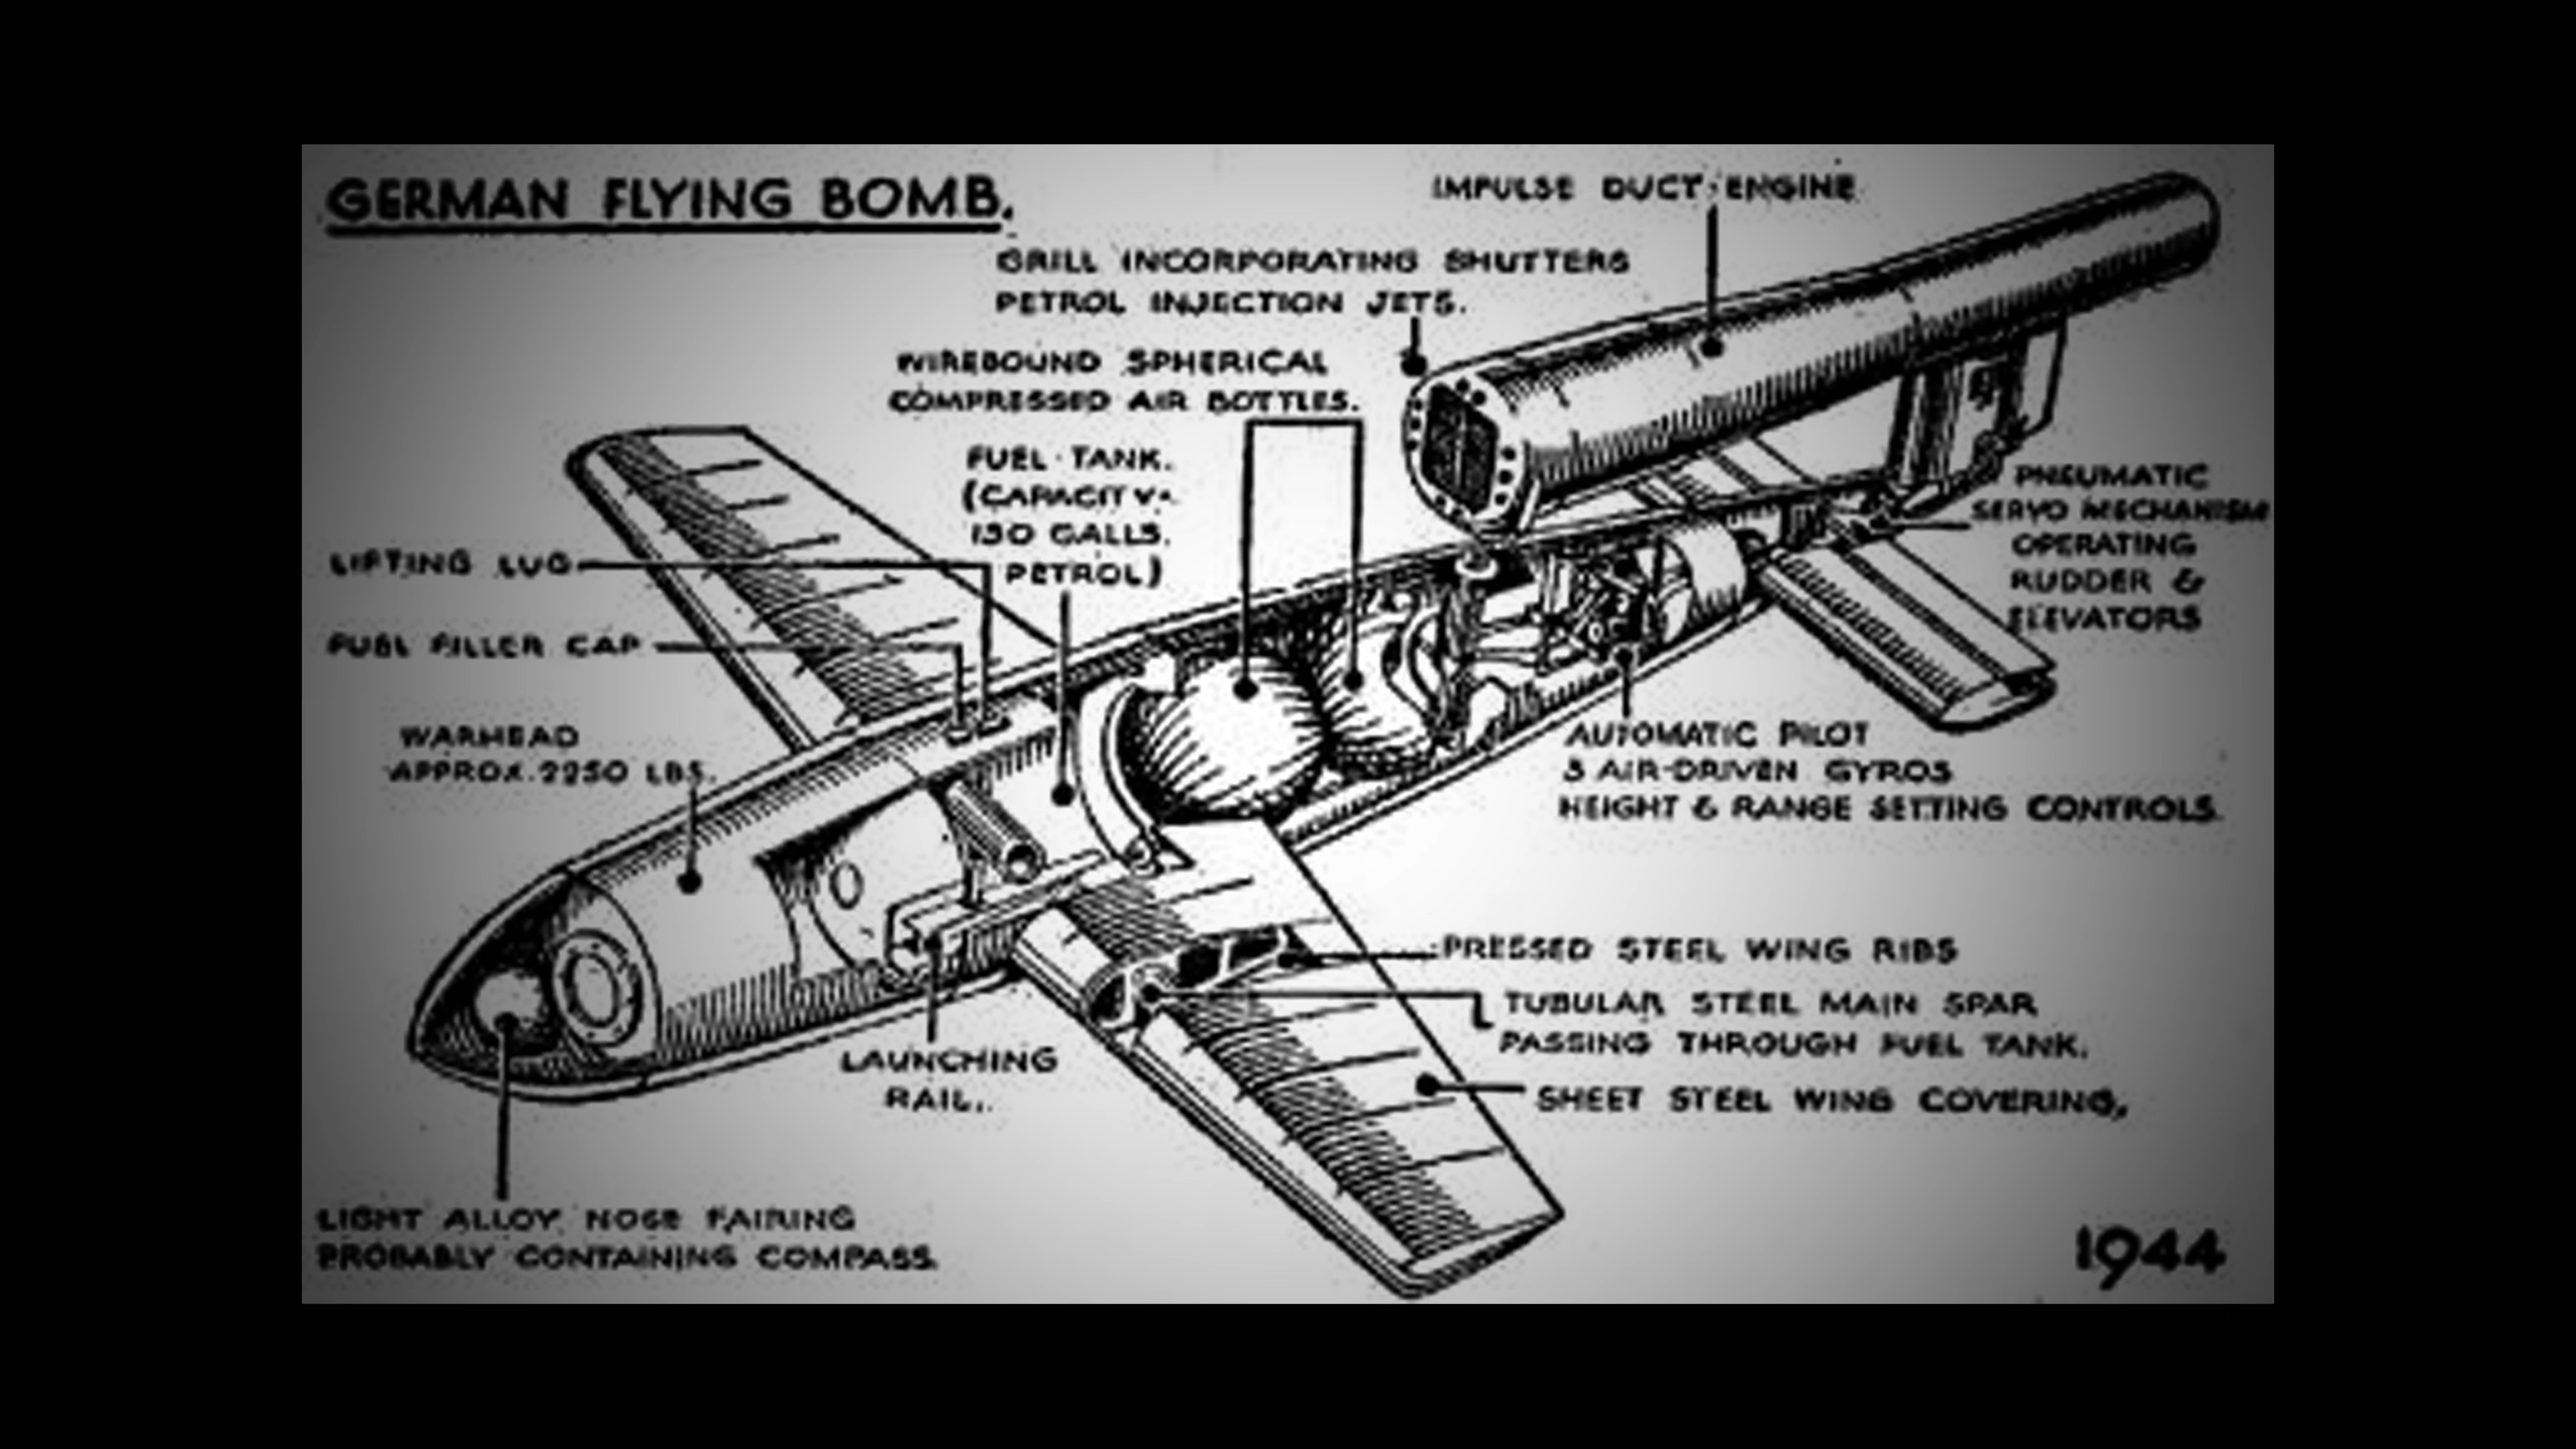 GERMAN FLYING BOMB.
IMPULSE DUCT ENGINE
GRILL INCORPORATING SHUTTERS
PETROL INJECTION JETS.
WIREBOUND SPHERICAL
COMPRESSED AIR BOTTLES.
FUEL TANK.
(CAPACITY.
130 GALLS.
PETROL)
LIFTING LUG
FUEL FILLER CAP
WARHEAD
APPROX. 2250 LBS.
PNEUMATIC
SERVO MECHANISM
OPERATING
RUDDER &
ELEVATORS
AUTOMATIC PILOT
3 AIR-DRIVEN GYROS
HEIGHT & RANGE SETTING CONTROLS.
PRESSED STEEL WING RIBS
TUBULAR STEEL MAIN SPAR
PASSING THROUGH FUEL TANK.
SHEET STEEL WING COVERING,
LAUNCHING
RAIL.
LIGHT ALLOY NOSE FAIRING
PROBABLY CONTAINING COMPASS.
1944